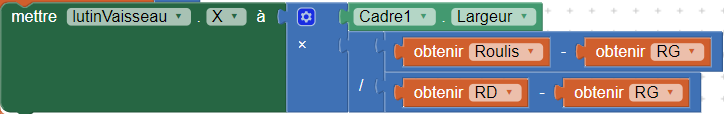 mettre lutinVaisseau . X à Cadre1 . Largeur
× obtenir Roulis - obtenir RG
/ obtenir RD - obtenir RG